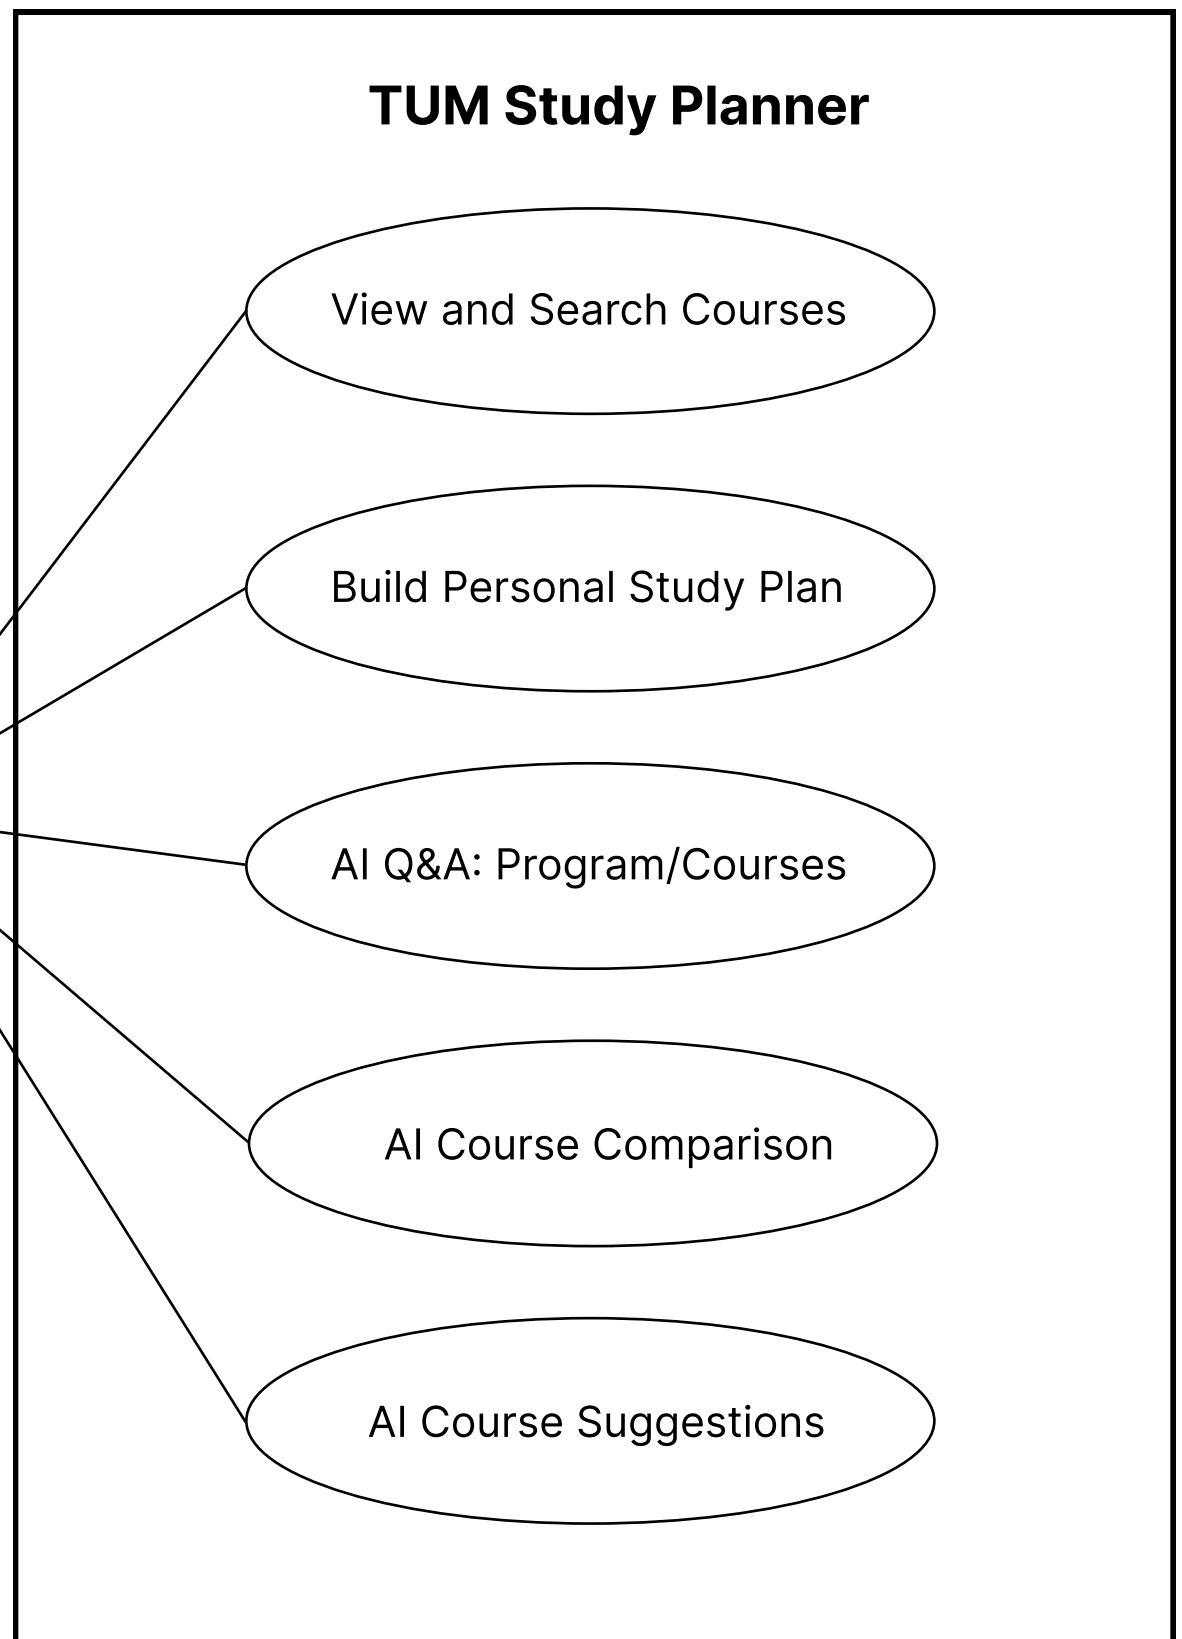 TUM Study Planner
View and Search Courses
Build Personal Study Plan
AI Q&A: Program/Courses
AI Course Comparison
AI Course Suggestions